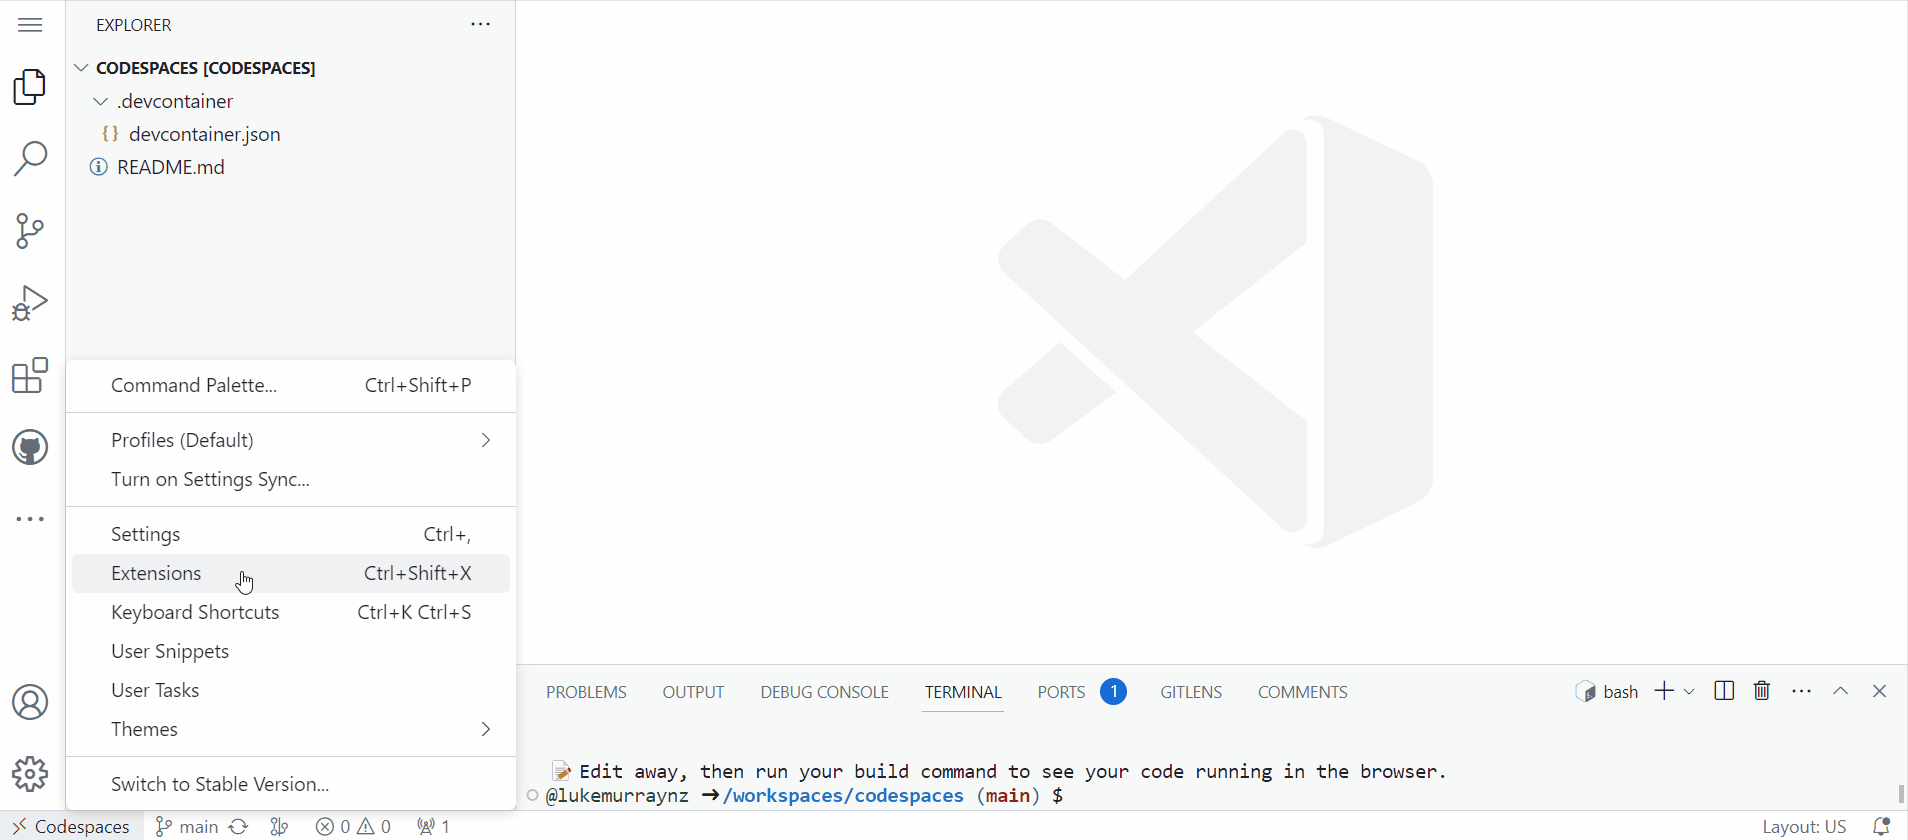 EXPLORER
CODESPACES [CODESPACES]
.devcontainer
{} devcontainer.json
README.md
Command Palette... Ctrl+Shift+P
Profiles (Default)
Turn on Settings Sync...
Settings Ctrl+,
Extensions Ctrl+Shift+X
Keyboard Shortcuts Ctrl+K Ctrl+S
User Snippets
User Tasks
Themes
Switch to Stable Version...
PROBLEMS OUTPUT DEBUG CONSOLE TERMINAL PORTS 1 GITLENS COMMENTS bash
Edit away, then run your build command to see your code running in the browser.
@lukemurraynz ➜/workspaces/codespaces (main) $
Codespaces main 0 0 1 Layout: US